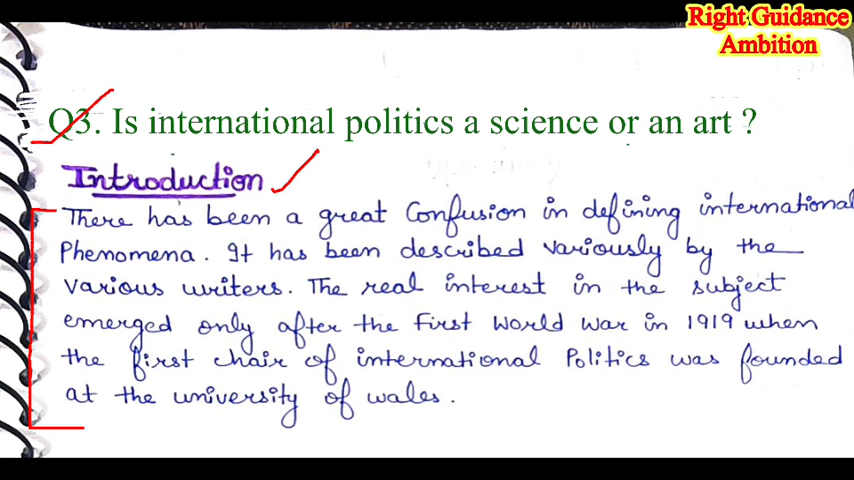 Right Guidance
Ambition
Q3. Is international politics a science or an art ?
Introduction
There has been a great Confusion in defining international
Phenomena. It has been described variously by the
various writers. The real interest in the subject
emerged only after the First World War in 1919 when
the first chair of international Politics was founded
at the university of wales.